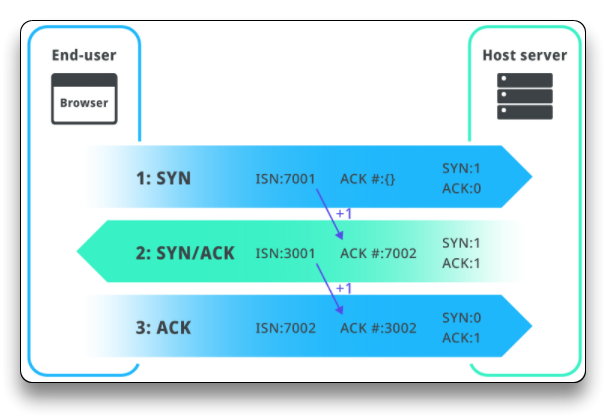 End-user
Host server
Browser
1: SYN ISN:7001 ACK #:{} SYN:1
ACK:0
+1
2: SYN/ACK ISN:3001 ACK #:7002 SYN:1
ACK:1
+1
3: ACK ISN:7002 ACK #:3002 SYN:0
ACK:1